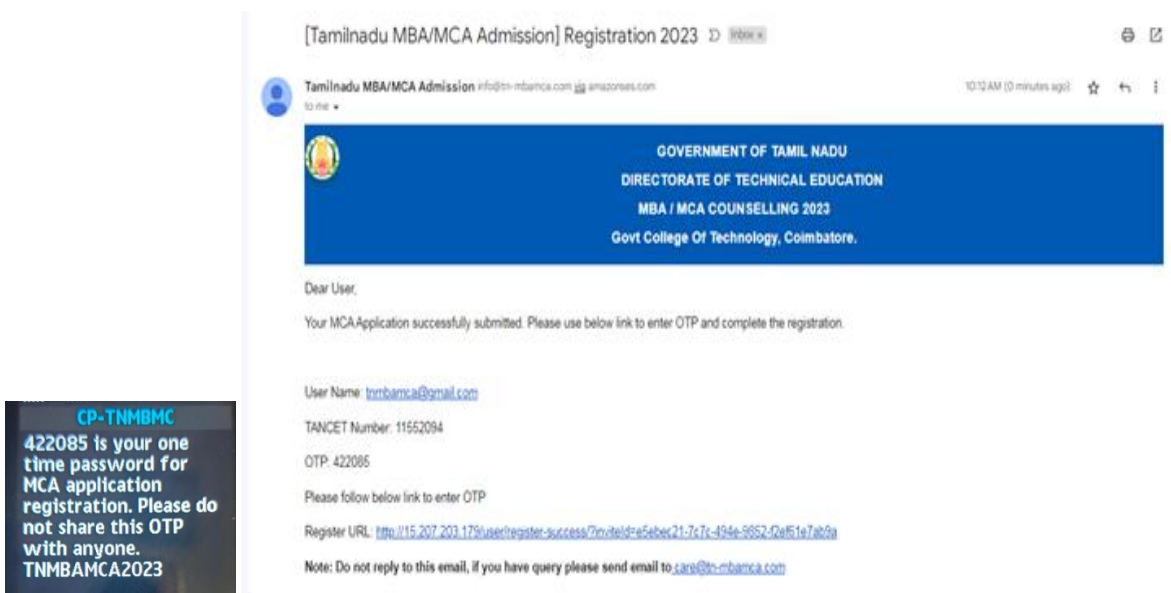 [Tamilnadu MBA/MCA Admission] Registration 2023 Inbox x
Tamilnadu MBA/MCA Admission info@tn-mbamca.com via amazonses.com 10:12 AM (0 minutes ago)
to me
GOVERNMENT OF TAMIL NADU
DIRECTORATE OF TECHNICAL EDUCATION
MBA / MCA COUNSELLING 2023
Govt College Of Technology, Coimbatore.
Dear User,
Your MCA Application successfully submitted. Please use below link to enter OTP and complete the registration.
User Name: tnmbamca@gmail.com
TANCET Number: 11552094
OTP: 422085
Please follow below link to enter OTP
Register URL: http://15.207.203.179/user/register-success/?inviteId=e5ebec21-7c7c-494e-9852-f2ef61e7ab9a
Note: Do not reply to this email, if you have query please send email to care@tn-mbamca.com
CP-TNMBMC
422085 is your one
time password for
MCA application
registration. Please do
not share this OTP
with anyone.
TNMBAMCA2023